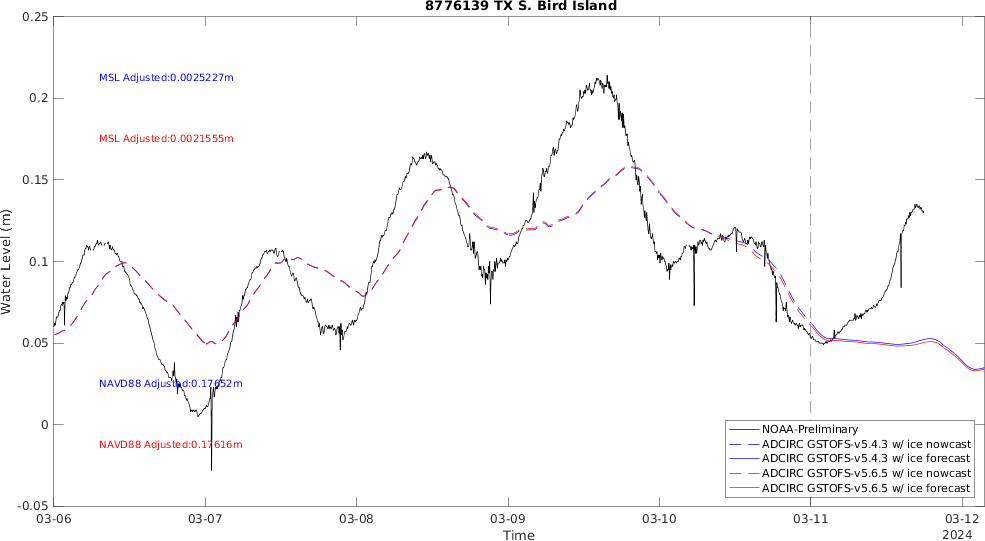 8776139 TX S. Bird Island
0.25
0.2
0.15
0.1
0.05
0
-0.05
Water Level (m)
MSL Adjusted:0.0025227m
MSL Adjusted:0.0021555m
NAVD88 Adjusted:0.17652m
NAVD88 Adjusted:0.17616m
NOAA-Preliminary
ADCIRC GSTOFS-v5.4.3 w/ ice nowcast
ADCIRC GSTOFS-v5.4.3 w/ ice forecast
ADCIRC GSTOFS-v5.6.5 w/ ice nowcast
ADCIRC GSTOFS-v5.6.5 w/ ice forecast
03-06 03-07 03-08 03-09 03-10 03-11 03-12
Time
2024